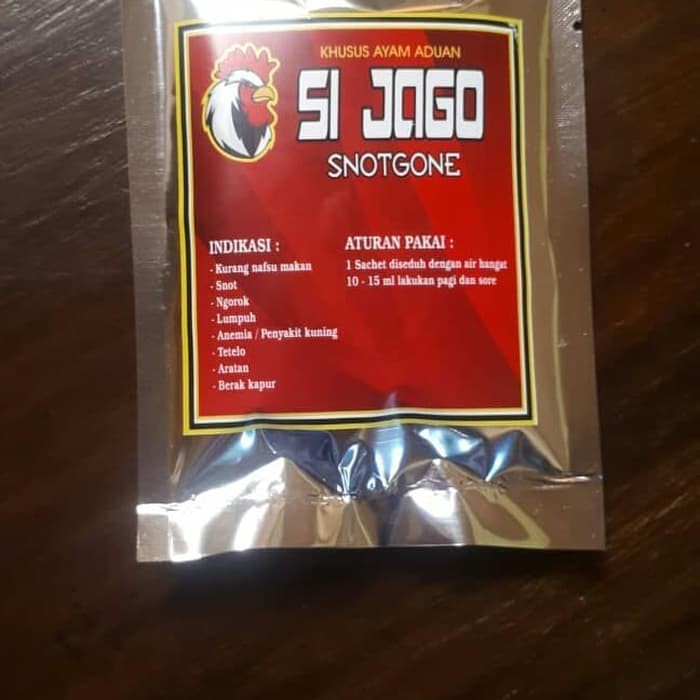 KHUSUS AYAM ADUAN
SI JAGO
SNOTGONE
INDIKASI :
- Kurang nafsu makan
- Snot
- Ngorok
- Lumpuh
- Anemia / Penyakit kuning
- Tetelo
- Aratan
- Berak kapur
ATURAN PAKAI :
1 Sachet diseduh dengan air hangat
10 - 15 ml lakukan pagi dan sore